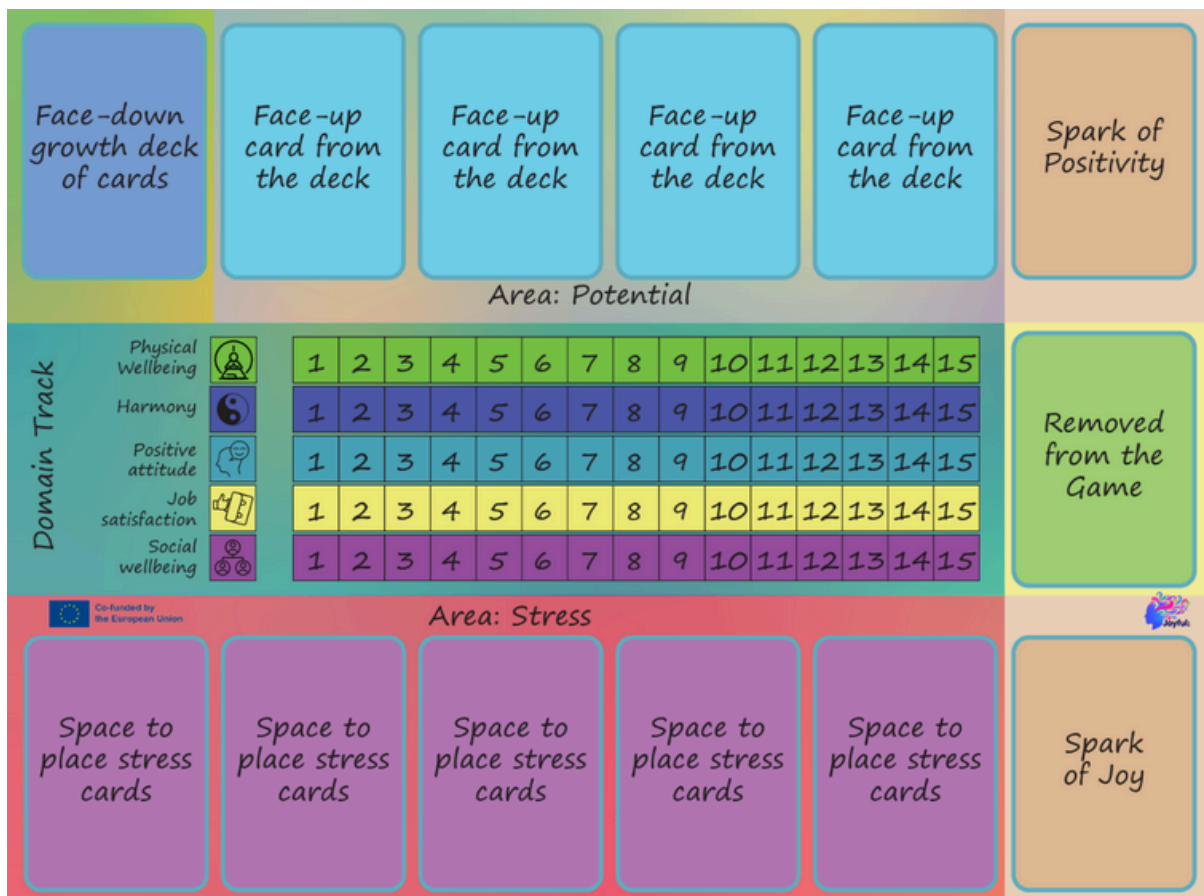 Face-down
growth deck
of cards
Face-up
card from
the deck
Face-up
card from
the deck
Face-up
card from
the deck
Face-up
card from
the deck
Spark of
Positivity
Area: Potential
Domain Track
Physical
Wellbeing
1 2 3 4 5 6 7 8 9 10 11 12 13 14 15
Harmony
1 2 3 4 5 6 7 8 9 10 11 12 13 14 15
Positive
attitude
1 2 3 4 5 6 7 8 9 10 11 12 13 14 15
Job
satisfaction
1 2 3 4 5 6 7 8 9 10 11 12 13 14 15
Social
wellbeing
1 2 3 4 5 6 7 8 9 10 11 12 13 14 15
Removed
from the
Game
Co-funded by
the European Union
Area: Stress
Joyful
Space to
place stress
cards
Space to
place stress
cards
Space to
place stress
cards
Space to
place stress
cards
Space to
place stress
cards
Spark
of Joy